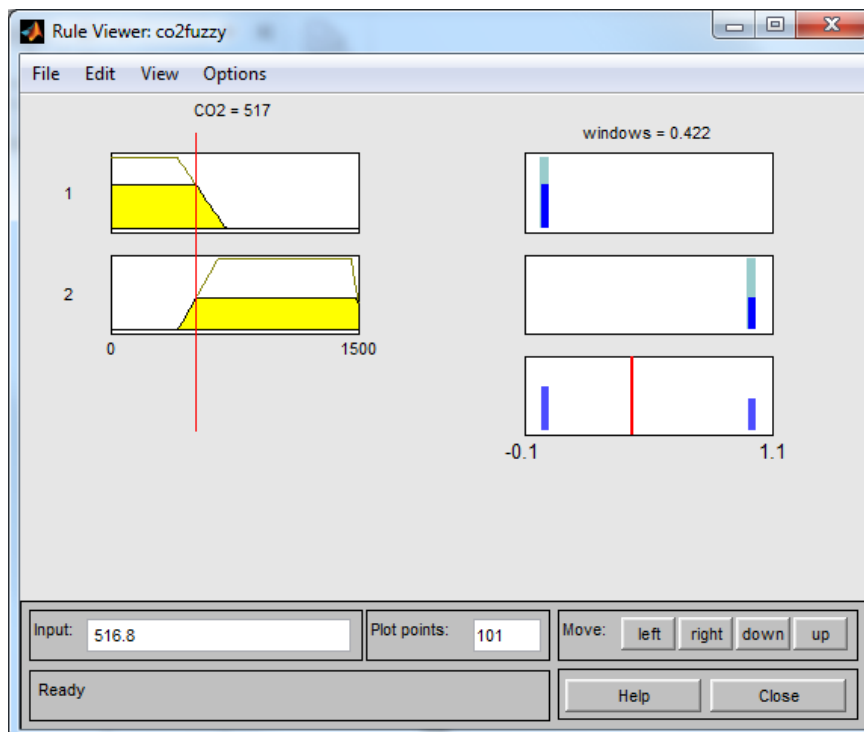 Rule Viewer: co2fuzzy
File Edit View Options
CO2 = 517
windows = 0.422
1
2
0 1500
-0.1 1.1
Input: 516.8 Plot points: 101 Move: left right down up
Ready Help Close